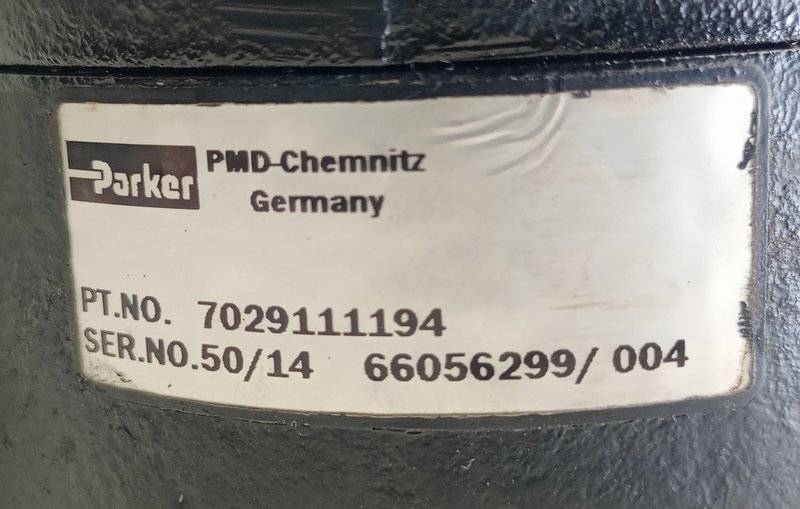 Parker PMD-Chemnitz
Germany
PT.NO. 7029111194
SER.NO.50/14 66056299/ 004